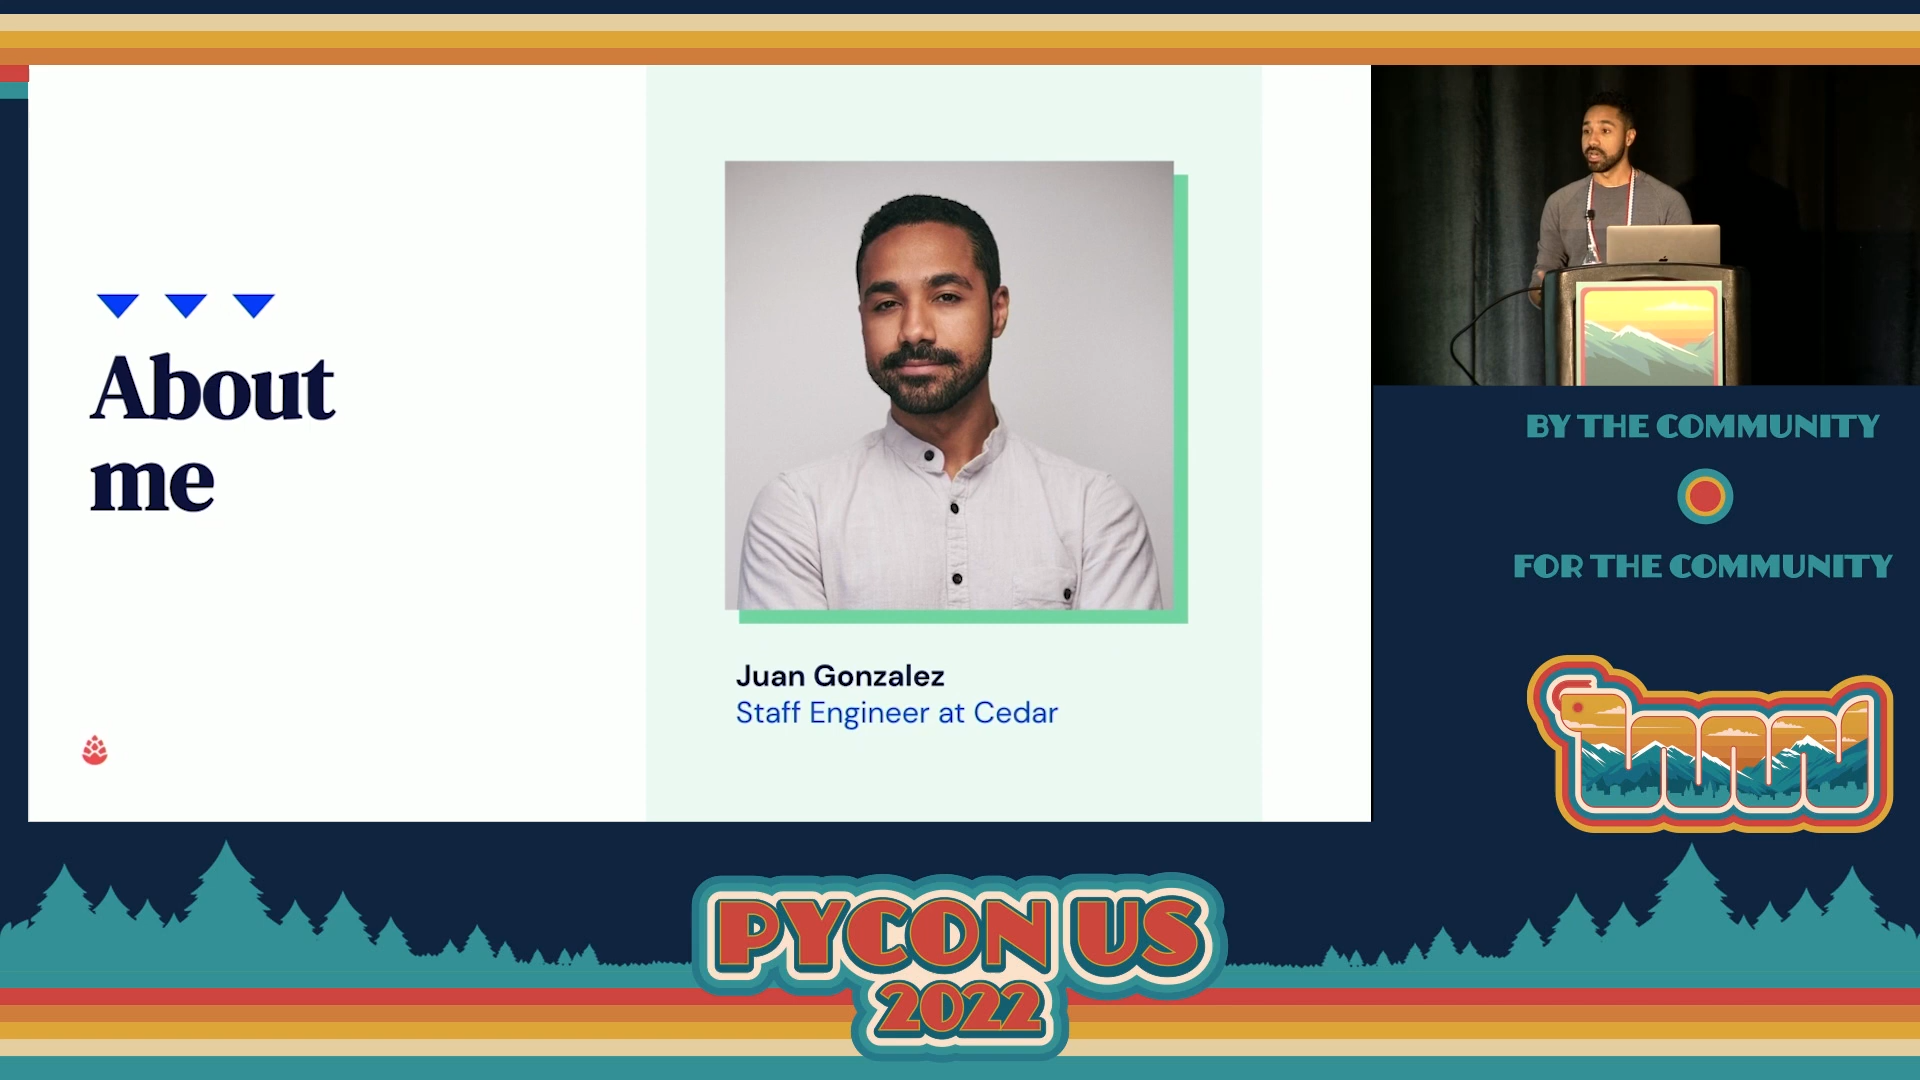 About
me
Juan Gonzalez
Staff Engineer at Cedar
BY THE COMMUNITY
FOR THE COMMUNITY
PYCON US
2022